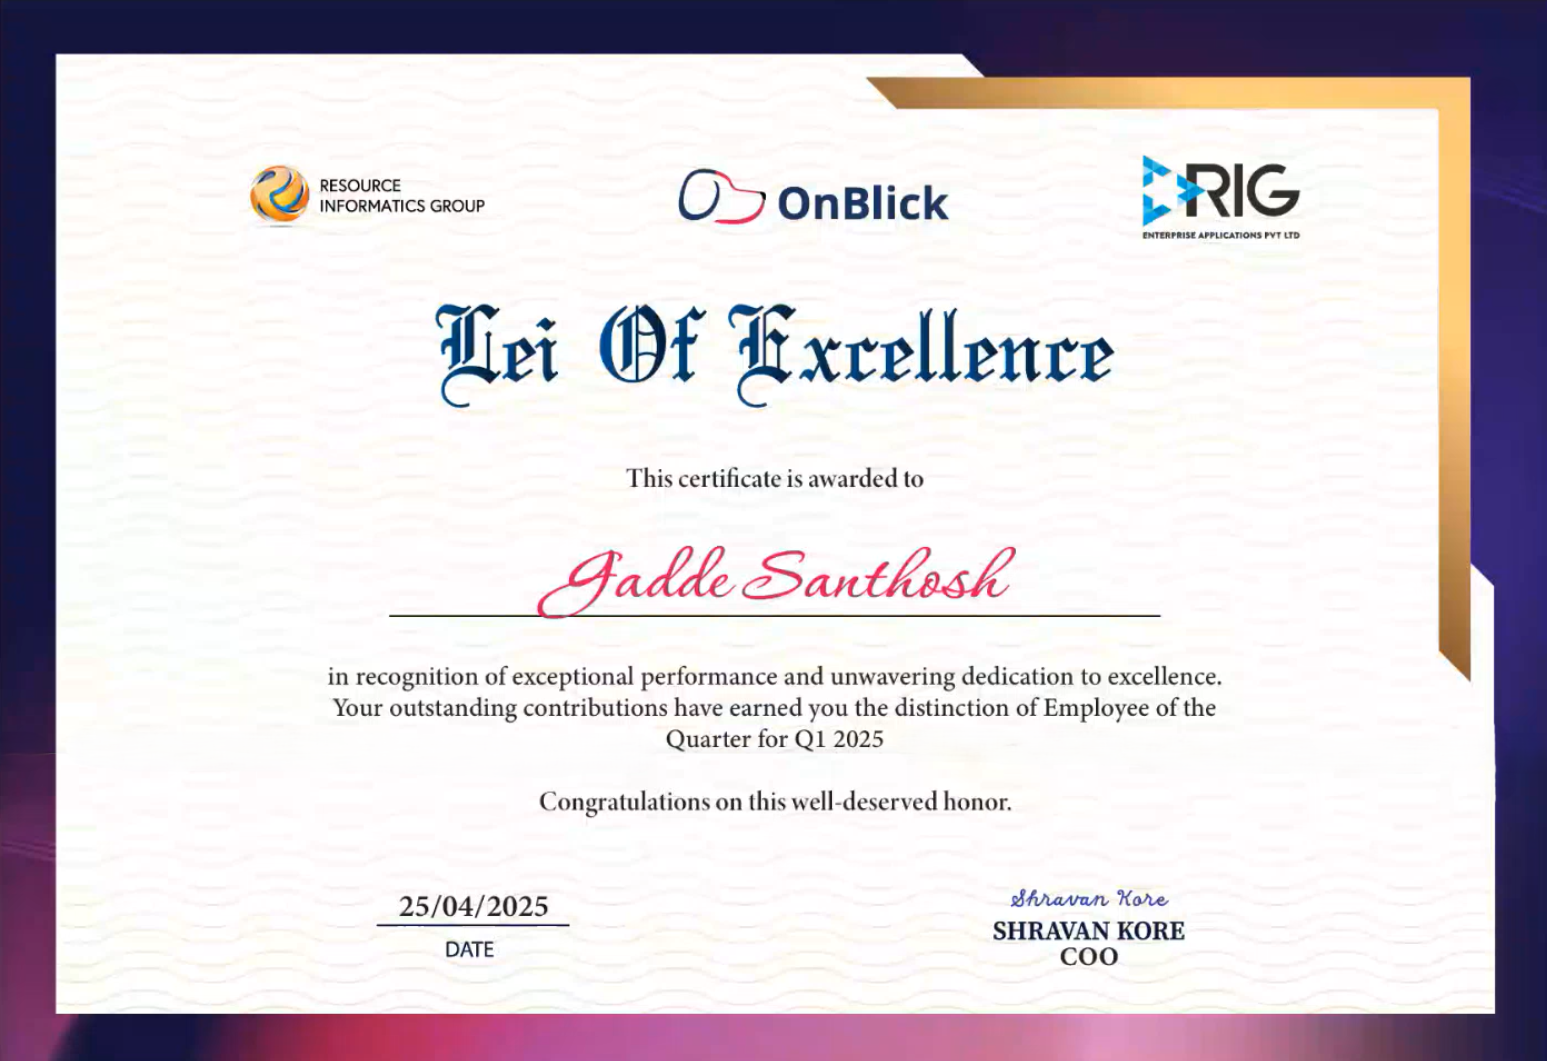 RESOURCE
INFORMATICS GROUP
OnBlick
RIG
ENTERPRISE APPLICATIONS PVT LTD
Lei Of Excellence
This certificate is awarded to
Gadde Santhosh
in recognition of exceptional performance and unwavering dedication to excellence.
Your outstanding contributions have earned you the distinction of Employee of the
Quarter for Q1 2025
Congratulations on this well-deserved honor.
25/04/2025
DATE
Shravan Kore
SHRAVAN KORE
COO